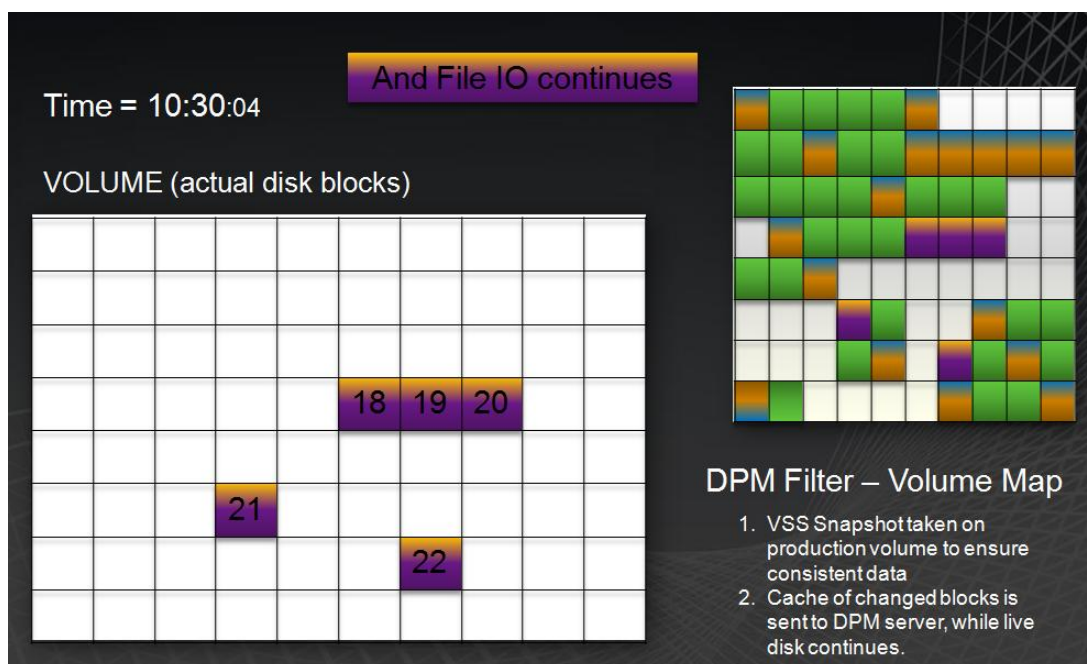 And File IO continues
Time = 10:30:04
VOLUME (actual disk blocks)
18 19 20
21
22
DPM Filter – Volume Map
1. VSS Snapshot taken on
production volume to ensure
consistent data
2. Cache of changed blocks is
sent to DPM server, while live
disk continues.